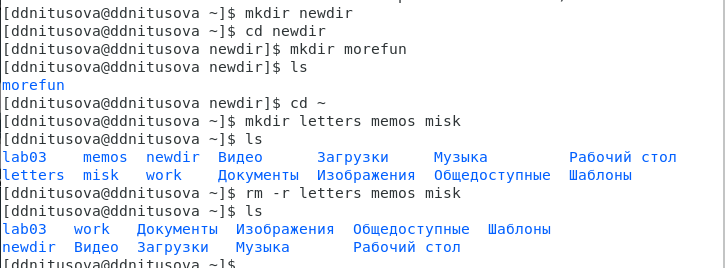 [ddnitusova@ddnitusova ~]$ mkdir newdir
[ddnitusova@ddnitusova ~]$ cd newdir
[ddnitusova@ddnitusova newdir]$ mkdir morefun
[ddnitusova@ddnitusova newdir]$ ls
morefun
[ddnitusova@ddnitusova newdir]$ cd ~
[ddnitusova@ddnitusova ~]$ mkdir letters memos misk
[ddnitusova@ddnitusova ~]$ ls
lab03    memos  newdir  Видео      Загрузки     Музыка         Рабочий стол
letters  misk   work    Документы  Изображения  Общедоступные  Шаблоны
[ddnitusova@ddnitusova ~]$ rm -r letters memos misk
[ddnitusova@ddnitusova ~]$ ls
lab03   work   Документы  Изображения  Общедоступные  Шаблоны
newdir  Видео  Загрузки   Музыка       Рабочий стол
[ddnitusova@ddnitusova ~]$